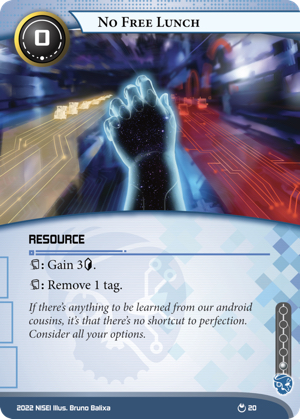 0
No Free Lunch
RESOURCE
: Gain 3.
: Remove 1 tag.
If there's anything to be learned from our android
cousins, it's that there's no shortcut to perfection.
Consider all your options.
2022 NISEI Illus. Bruno Balixa
20